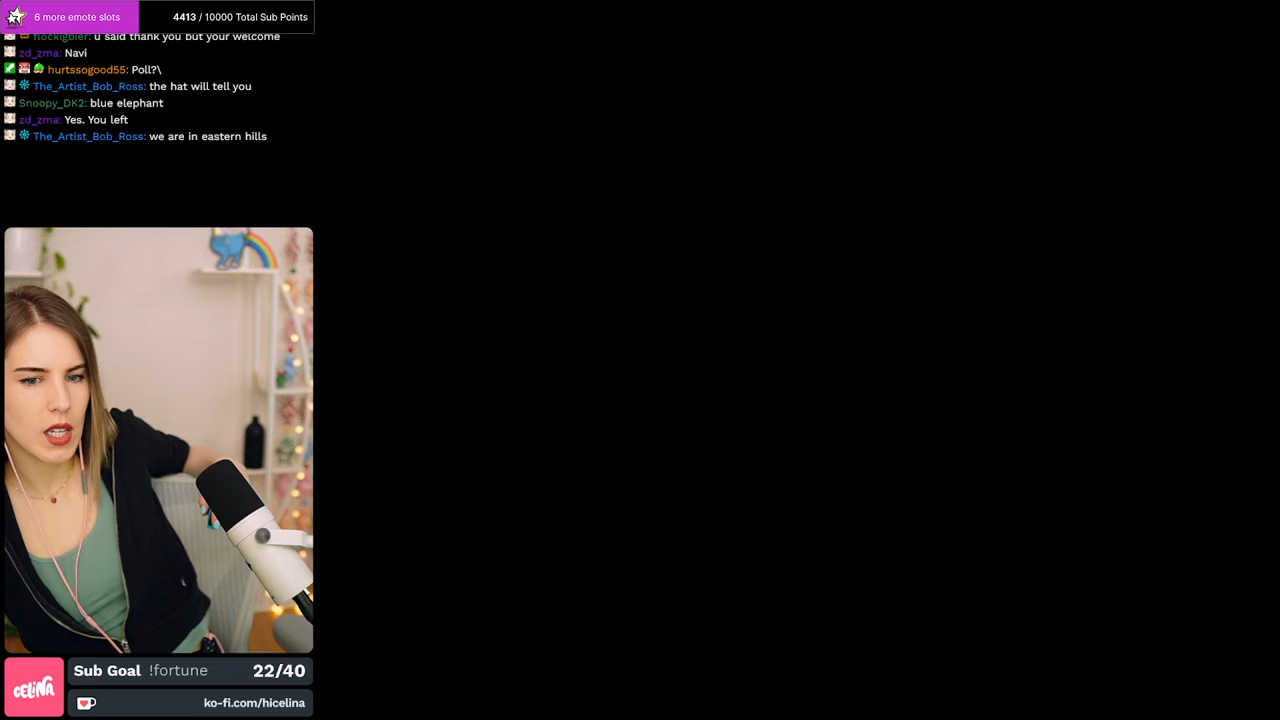 6 more emote slots
4413 / 10000 Total Sub Points
flockigbier: u said thank you but your welcome
zd_zma: Navi
hurtssogood55: Poll?\
The_Artist_Bob_Ross: the hat will tell you
Snoopy_DK2: blue elephant
zd_zma: Yes. You left
The_Artist_Bob_Ross: we are in eastern hills
Sub Goal !fortune 22/40
CELiNA
ko-fi.com/hicelina